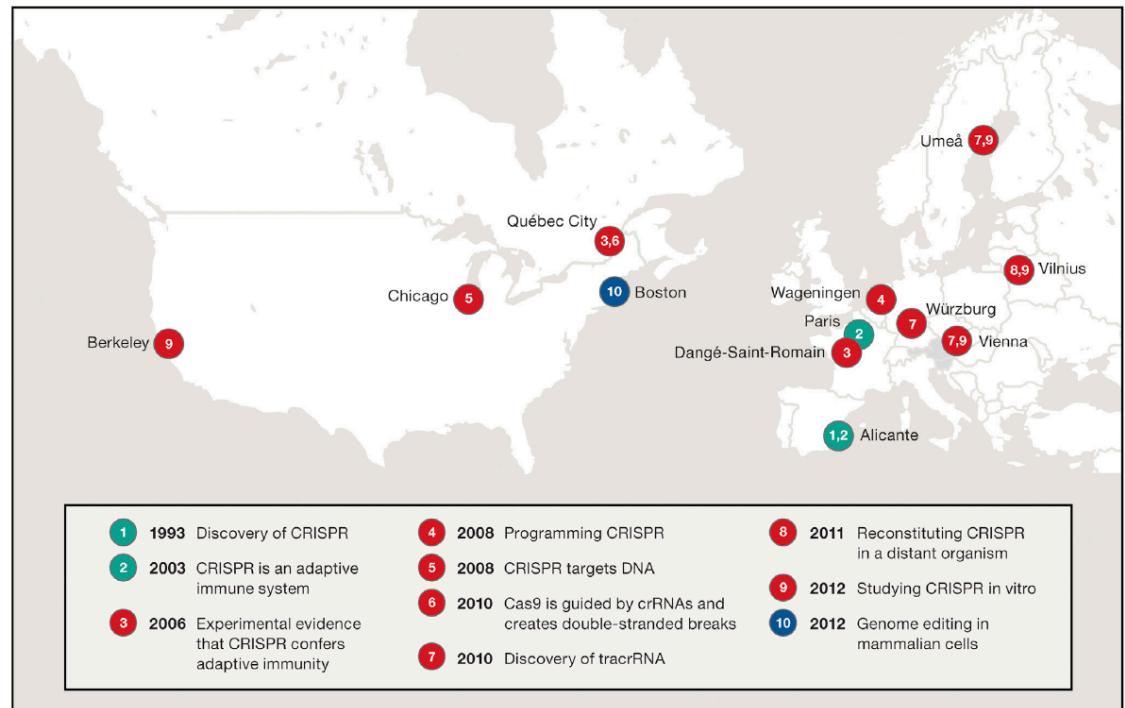 Umeå
7,9
Québec City
3,6
8,9
Vilnius
Chicago
5
10
Boston
Wageningen
4
Würzburg
7
Paris
2
Berkeley
9
Dangé-Saint-Romain
3
7,9
Vienna
1,2
Alicante
1 1993 Discovery of CRISPR
2 2003 CRISPR is an adaptive
immune system
3 2006 Experimental evidence
that CRISPR confers
adaptive immunity
4 2008 Programming CRISPR
5 2008 CRISPR targets DNA
6 2010 Cas9 is guided by crRNAs and
creates double-stranded breaks
7 2010 Discovery of tracrRNA
8 2011 Reconstituting CRISPR
in a distant organism
9 2012 Studying CRISPR in vitro
10 2012 Genome editing in
mammalian cells